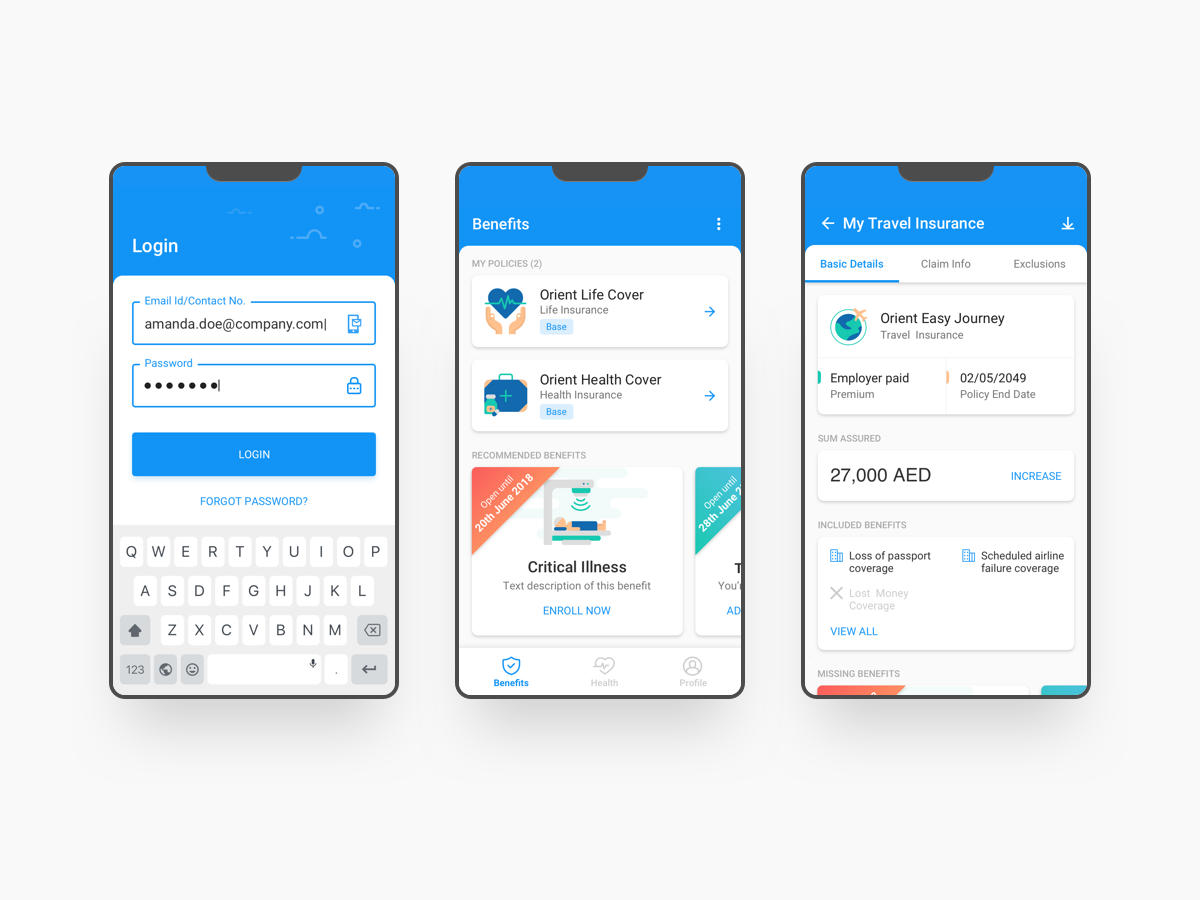 Login
Email Id/Contact No.
amanda.doe@company.com
Password
LOGIN
FORGOT PASSWORD?
Q W E R T Y U I O P
A S D F G H J K L
Z X C V B N M
123 .
Benefits
MY POLICIES (2)
Orient Life Cover
Life Insurance
Base
Orient Health Cover
Health Insurance
Base
RECOMMENDED BENEFITS
Open until
20th June 2018
Critical Illness
Text description of this benefit
ENROLL NOW
Open until
28th June 2
T
You'r
AD
Benefits Health Profile
My Travel Insurance
Basic Details Claim Info Exclusions
Orient Easy Journey
Travel Insurance
Employer paid
Premium
02/05/2049
Policy End Date
SUM ASSURED
27,000 AED
INCREASE
INCLUDED BENEFITS
Loss of passport
coverage
Scheduled airline
failure coverage
Lost Money
Coverage
VIEW ALL
MISSING BENEFITS